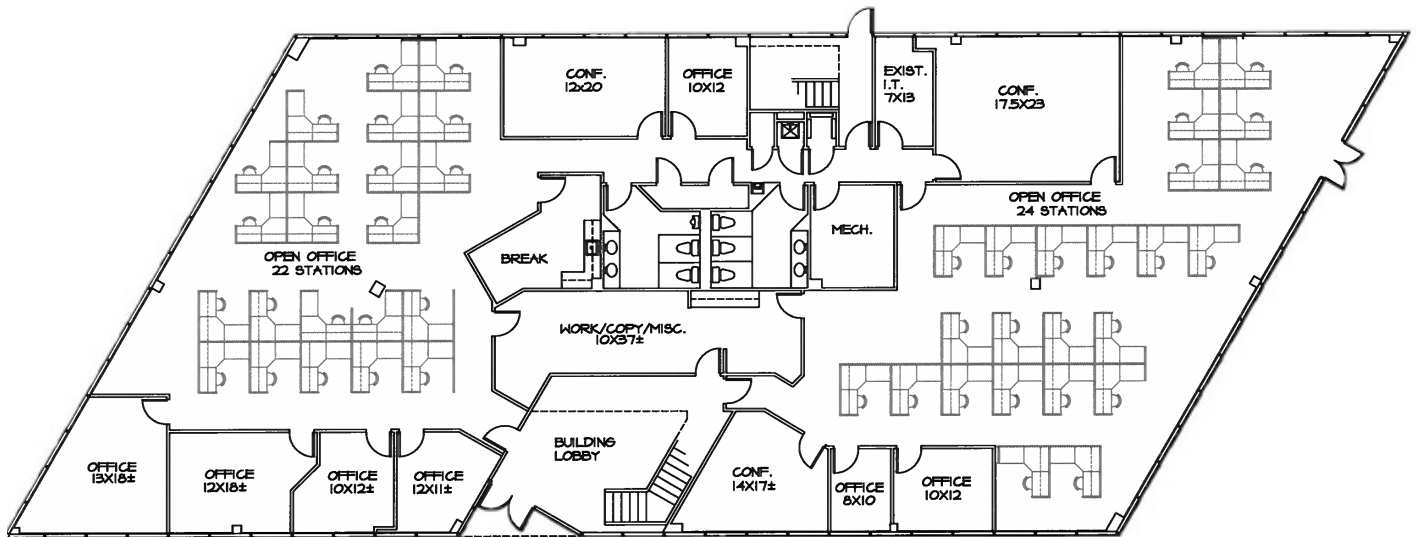 CONF.
12x20
OFFICE
10X12
EXIST.
I.T.
7X13
CONF.
17.5X23
OPEN OFFICE
24 STATIONS
MECH.
BREAK
OPEN OFFICE
22 STATIONS
WORK/COPY/MISC.
10X37±
BUILDING
LOBBY
OFFICE
13X18±
OFFICE
12X18±
OFFICE
10X12±
OFFICE
12X11±
CONF.
14X17±
OFFICE
8X10
OFFICE
10X12